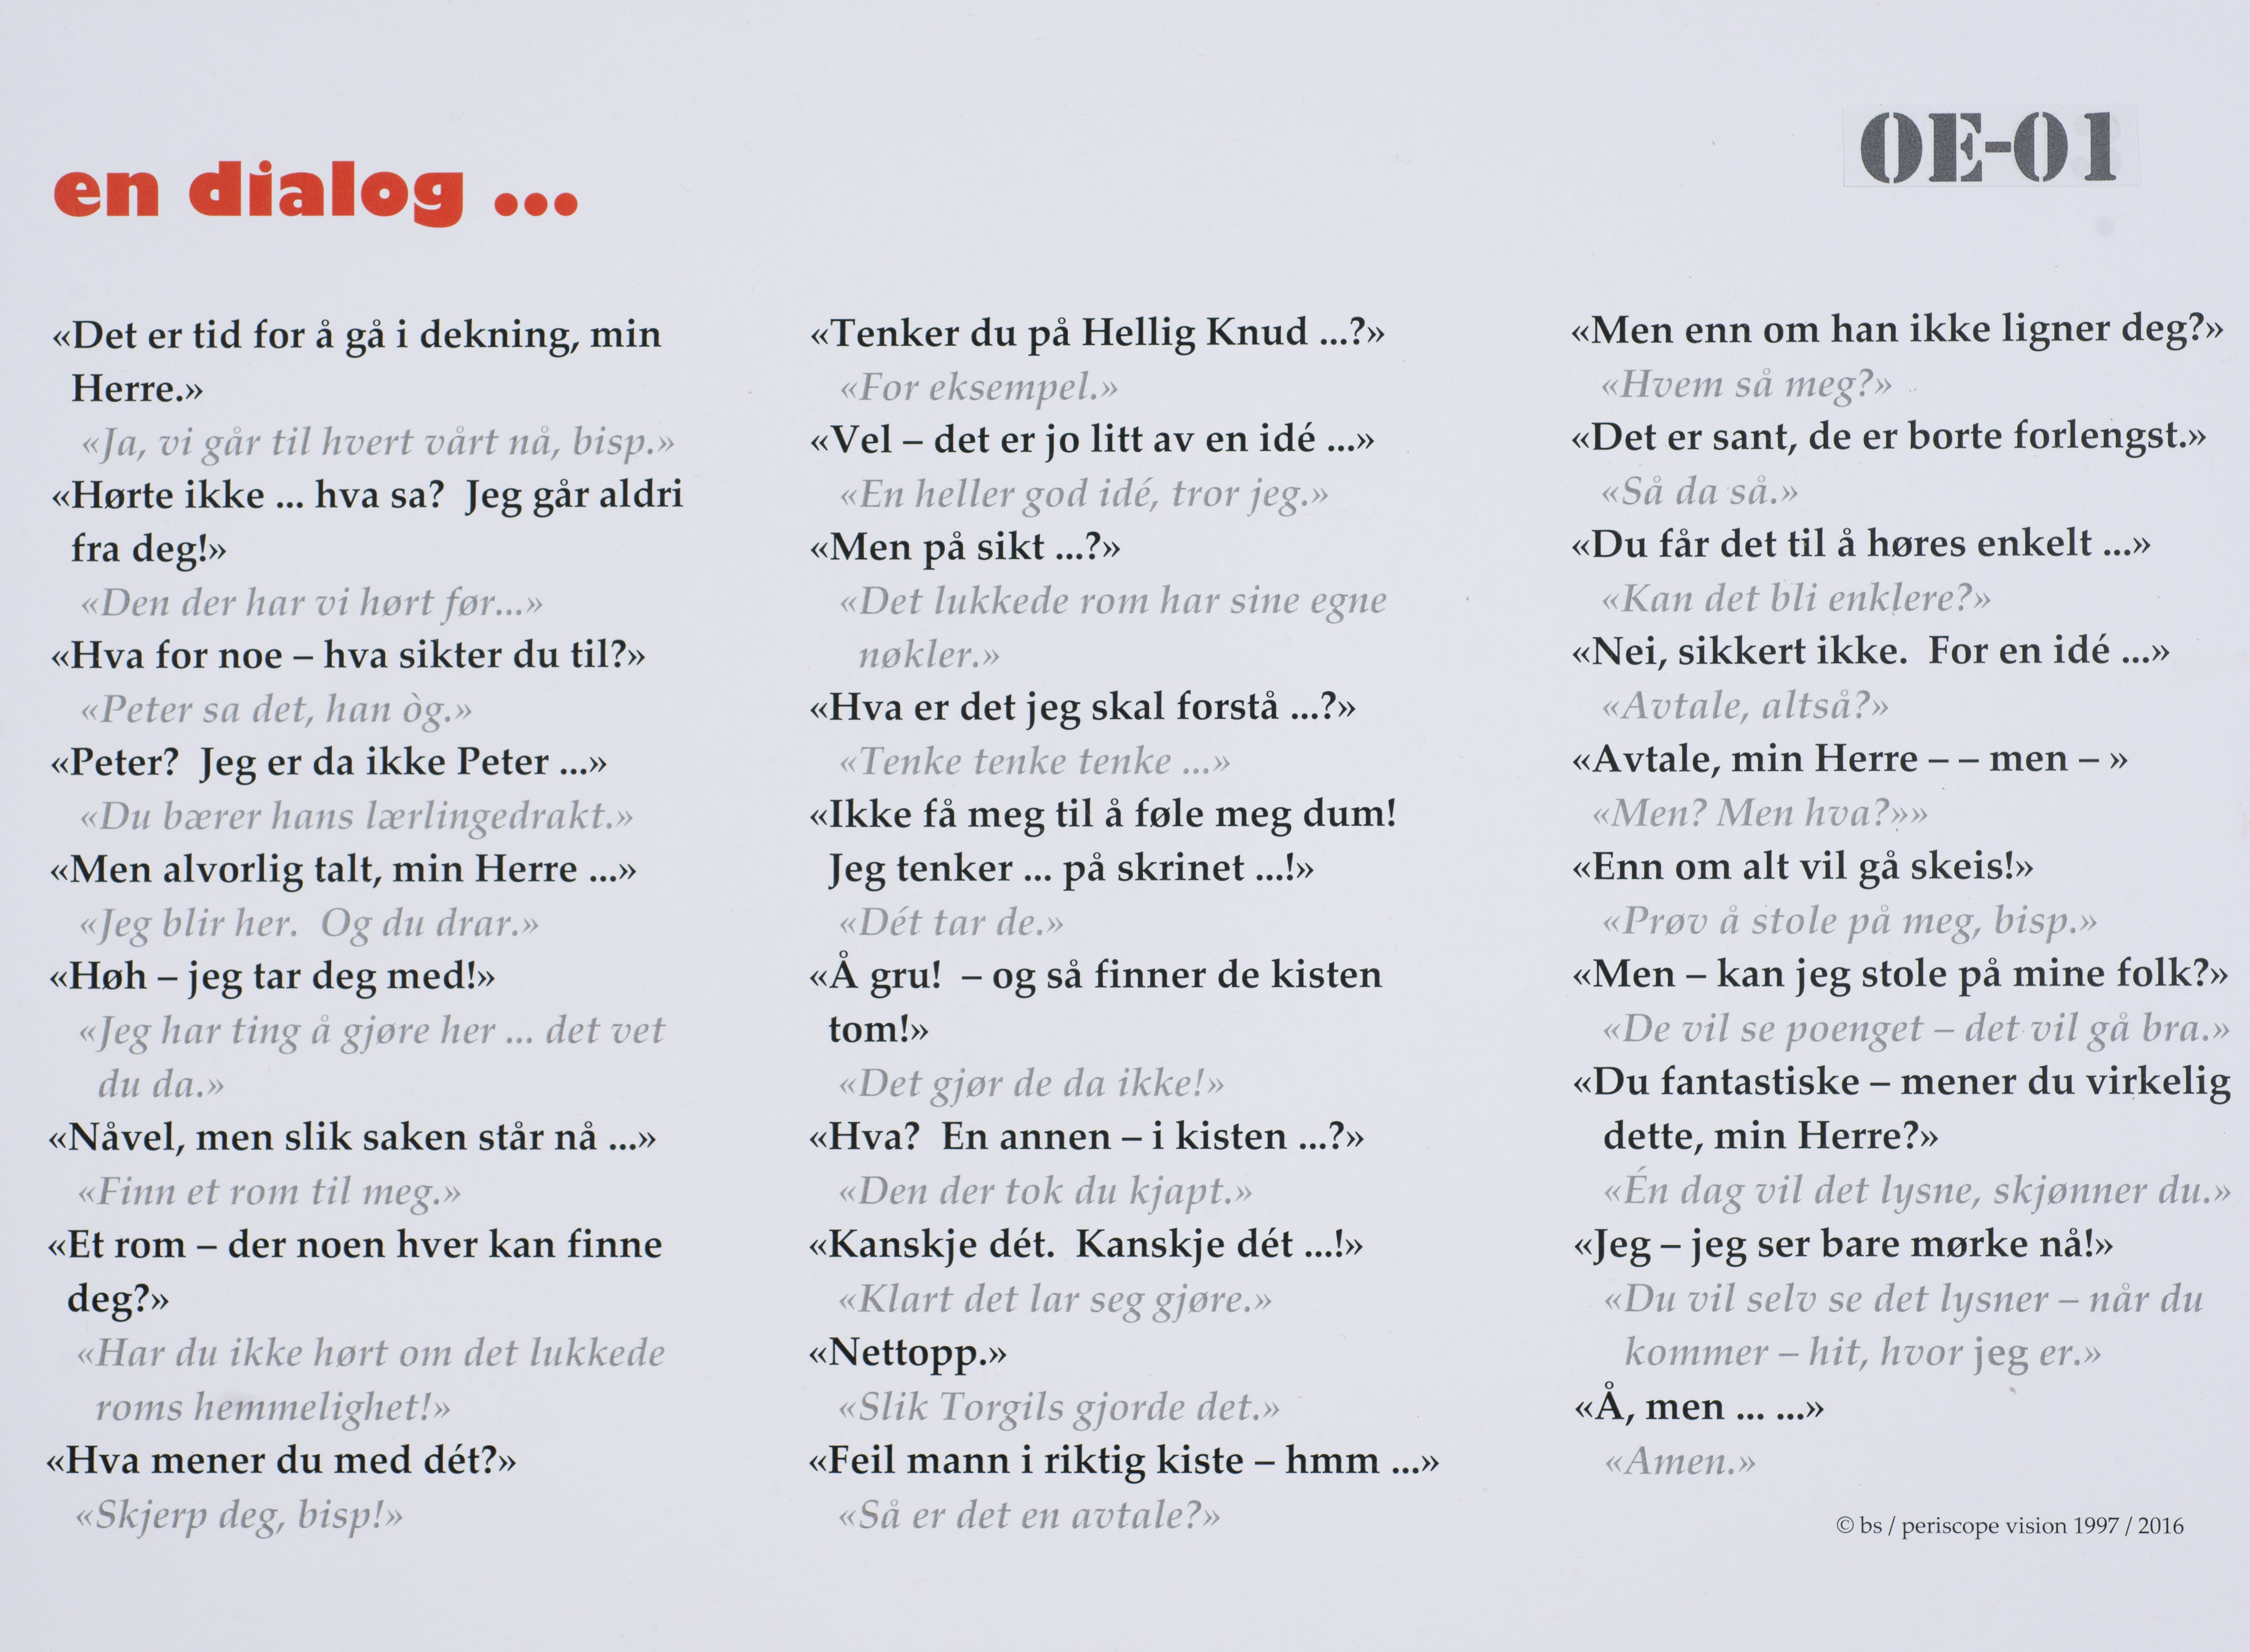 en dialog ...
OE-01
«Det er tid for å gå i dekning, min
Herre.»
«Ja, vi går til hvert vårt nå, bisp.»
«Hørte ikke ... hva sa? Jeg går aldri
fra deg!»
«Den der har vi hørt før...»
«Hva for noe – hva sikter du til?»
«Peter sa det, han òg.»
«Peter? Jeg er da ikke Peter ...»
«Du bærer hans lærlingedrakt.»
«Men alvorlig talt, min Herre ...»
«Jeg blir her. Og du drar.»
«Høh – jeg tar deg med!»
«Jeg har ting å gjøre her ... det vet
du da.»
«Nåvel, men slik saken står nå ...»
«Finn et rom til meg.»
«Et rom – der noen hver kan finne
deg?»
«Har du ikke hørt om det lukkede
roms hemmelighet!»
«Hva mener du med dét?»
«Skjerp deg, bisp!»
«Tenker du på Hellig Knud ...?»
«For eksempel.»
«Vel – det er jo litt av en idé ...»
«En heller god idé, tror jeg.»
«Men på sikt ...?»
«Det lukkede rom har sine egne
nøkler.»
«Hva er det jeg skal forstå ...?»
«Tenke tenke tenke ...»
«Ikke få meg til å føle meg dum!
Jeg tenker ... på skrinet ...!»
«Dét tar de.»
«Å gru! – og så finner de kisten
tom!»
«Det gjør de da ikke!»
«Hva? En annen – i kisten ...?»
«Den der tok du kjapt.»
«Kanskje dét. Kanskje dét ...!»
«Klart det lar seg gjøre.»
«Nettopp.»
«Slik Torgils gjorde det.»
«Feil mann i riktig kiste – hmm ...»
«Så er det en avtale?»
«Men enn om han ikke ligner deg?»
«Hvem så meg?»
«Det er sant, de er borte forlengst.»
«Så da så.»
«Du får det til å høres enkelt ...»
«Kan det bli enklere?»
«Nei, sikkert ikke. For en idé ...»
«Avtale, altså?»
«Avtale, min Herre – – men – »
«Men? Men hva?»»
«Enn om alt vil gå skeis!»
«Prøv å stole på meg, bisp.»
«Men – kan jeg stole på mine folk?»
«De vil se poenget – det vil gå bra.»
«Du fantastiske – mener du virkelig
dette, min Herre?»
«Én dag vil det lysne, skjønner du.»
«Jeg – jeg ser bare mørke nå!»
«Du vil selv se det lysner – når du
kommer – hit, hvor jeg er.»
«Å, men ... ...»
«Amen.»
© bs / periscope vision 1997 / 2016